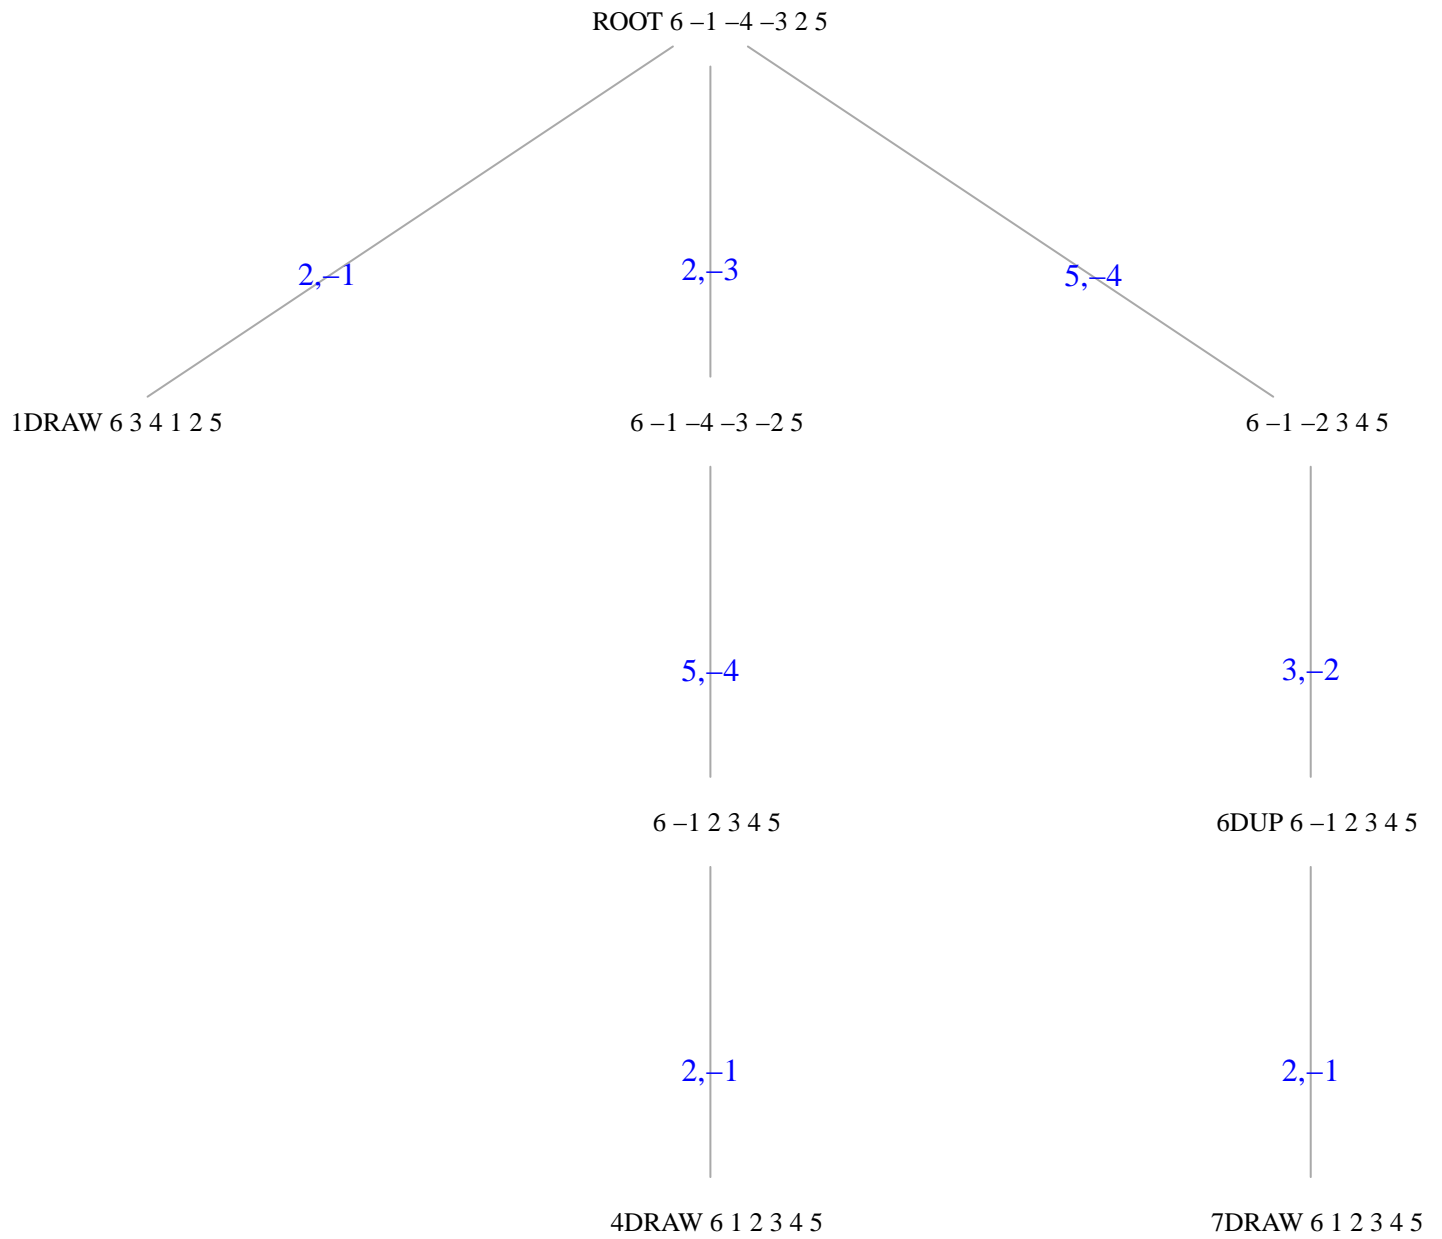 ROOT 6 –1 –4 –3 2 5
2,–1
2,–3
5,–4
1DRAW 6 3 4 1 2 5
6 –1 –4 –3 –2 5
6 –1 –2 3 4 5
5,–4
3,–2
6 –1 2 3 4 5
6DUP 6 –1 2 3 4 5
2,–1
2,–1
4DRAW 6 1 2 3 4 5
7DRAW 6 1 2 3 4 5